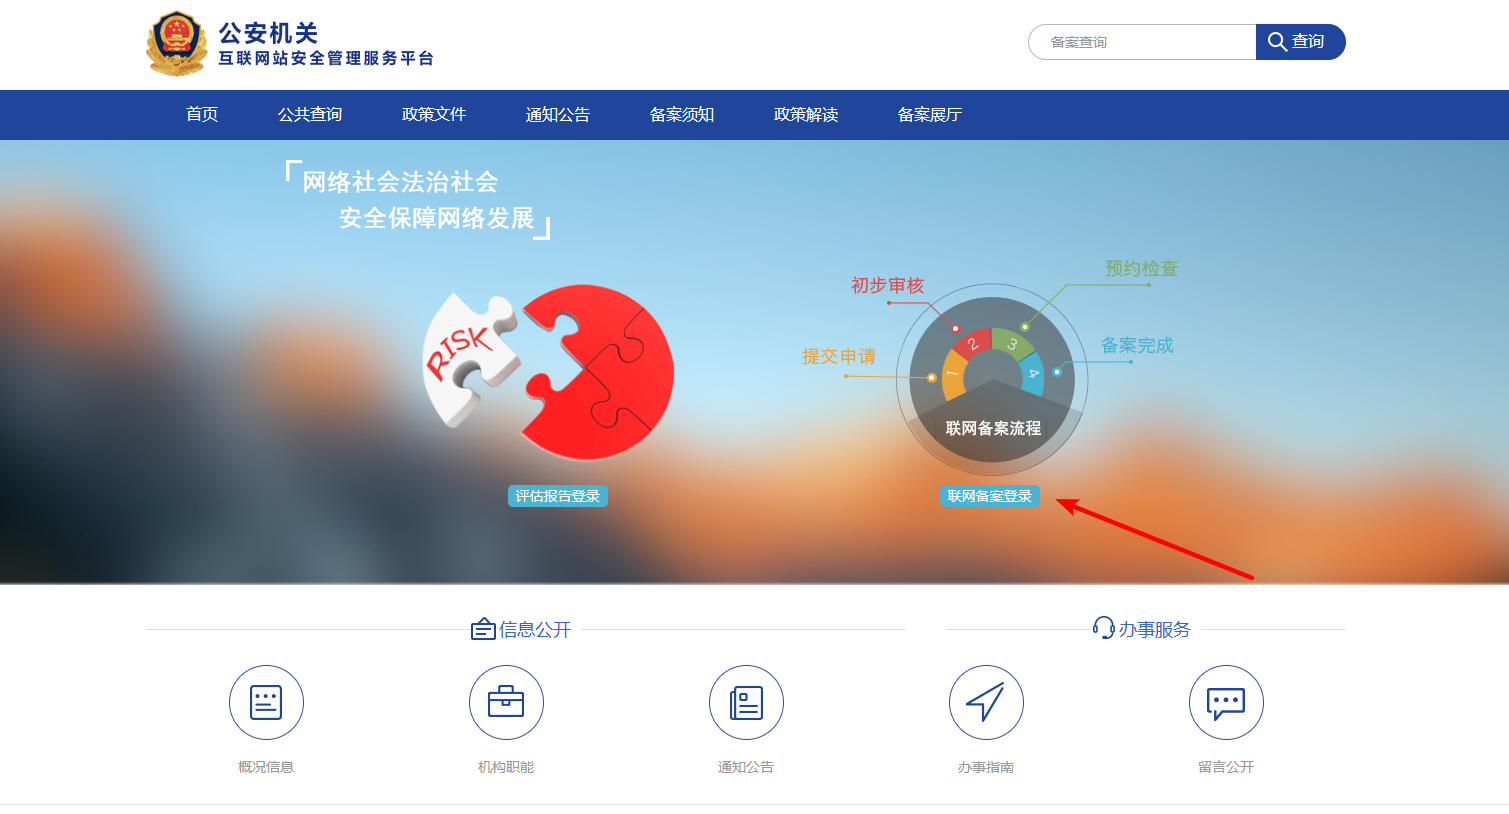 公安机关
互联网站安全管理服务平台
备案查询
查询
首页
公共查询
政策文件
通知公告
备案须知
政策解读
备案展厅
「网络社会法治社会
安全保障网络发展」
RISK
评估报告登录
初步审核
预约检查
提交申请
备案完成
1
2
3
4
联网备案流程
联网备案登录
信息公开
办事服务
概况信息
机构职能
通知公告
办事指南
留言公开